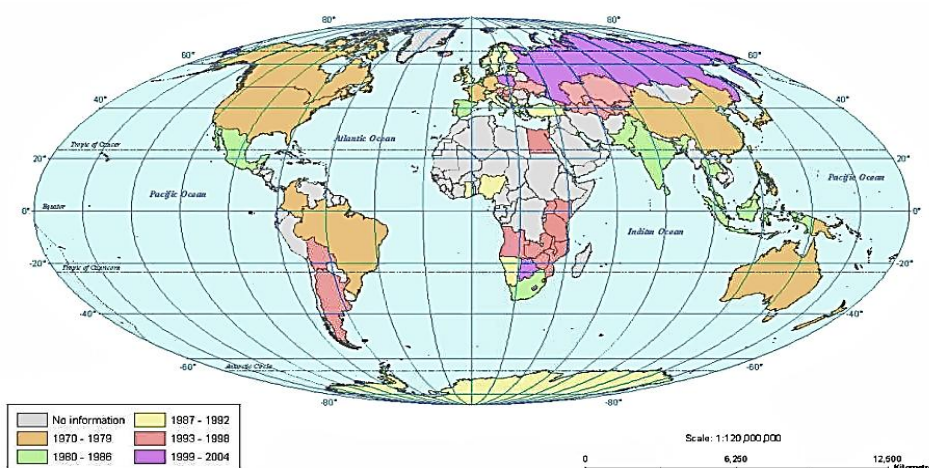 80° 80°
60° 60°
40° 40°
Atlantic Ocean
Tropic of Cancer
20° 20°
Pacific Ocean Pacific Ocean
Equator
0° 0°
Indian Ocean
-20° -20°
Tropic of Capricorn
-40° -40°
Antarctic Circle
-60° -60°
-80° -80°
No information 1987 - 1992
1970 - 1979 1993 - 1998
1980 - 1986 1999 - 2004
Scale: 1:120,000,000
0 6,250 12,500